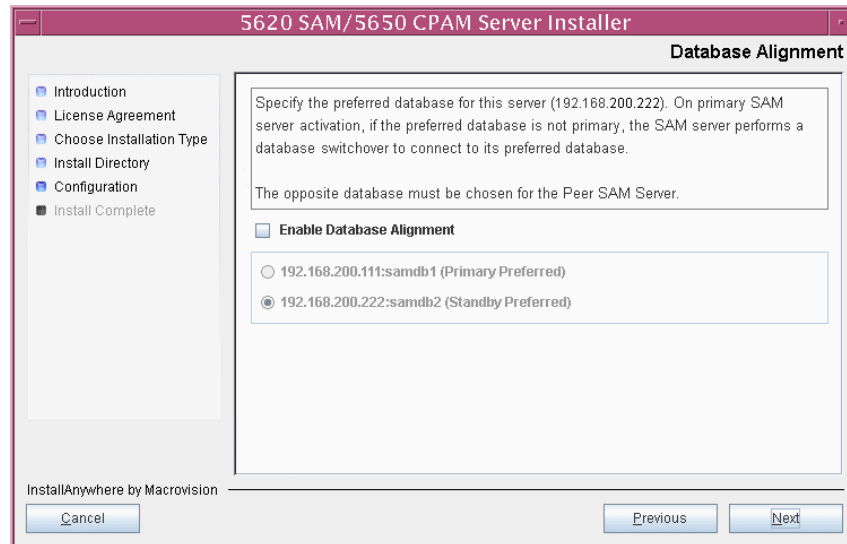 5620 SAM/5650 CPAM Server Installer
Database Alignment
Introduction
License Agreement
Choose Installation Type
Install Directory
Configuration
Install Complete
Specify the preferred database for this server (192.168.200.222). On primary SAM
server activation, if the preferred database is not primary, the SAM server performs a
database switchover to connect to its preferred database.
The opposite database must be chosen for the Peer SAM Server.
Enable Database Alignment
192.168.200.111:samdb1 (Primary Preferred)
192.168.200.222:samdb2 (Standby Preferred)
InstallAnywhere by Macrovision
Cancel
Previous
Next